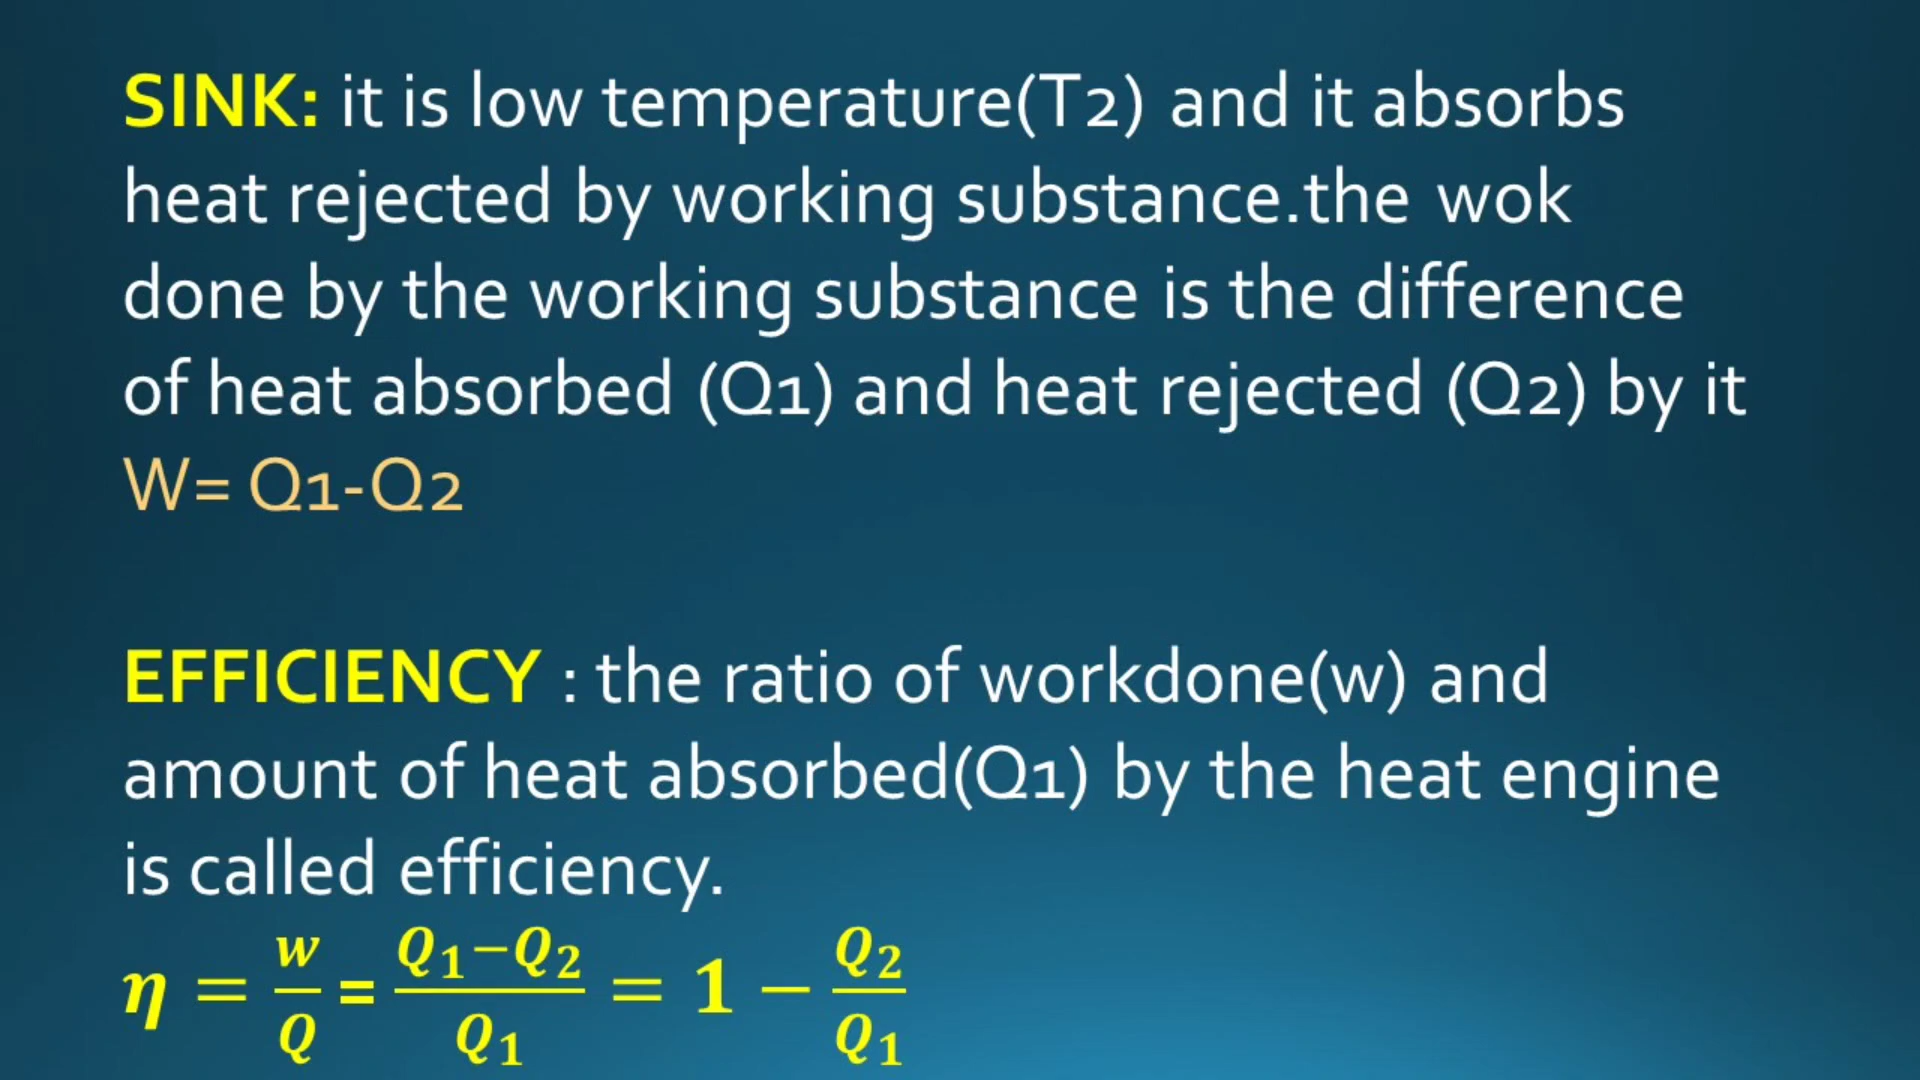 SINK: it is low temperature(T2) and it absorbs
heat rejected by working substance.the wok
done by the working substance is the difference
of heat absorbed (Q1) and heat rejected (Q2) by it
W= Q1-Q2
EFFICIENCY : the ratio of workdone(w) and
amount of heat absorbed(Q1) by the heat engine
is called efficiency.
η = w/Q = (Q₁−Q₂)/Q₁ = 1 − Q₂/Q₁